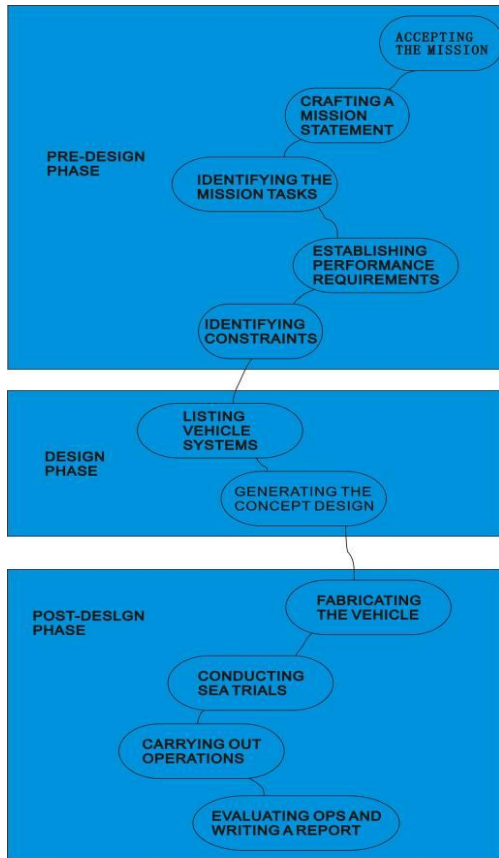 ACCEPTING
THE MISSION
CRAFTING A
MISSION
STATEMENT
PRE-DESIGN
PHASE
IDENTIFYING THE
MISSION TASKS
ESTABLISHING
PERFORMANCE
REQUIREMENTS
IDENTIFYING
CONSTRAINTS
LISTING
VEHICLE
SYSTEMS
DESIGN
PHASE
GENERATING THE
CONCEPT DESIGN
FABRICATING
THE VEHICLE
POST-DESLGN
PHASE
CONDUCTING
SEA TRIALS
CARRYING OUT
OPERATIONS
EVALUATING OPS AND
WRITING A REPORT